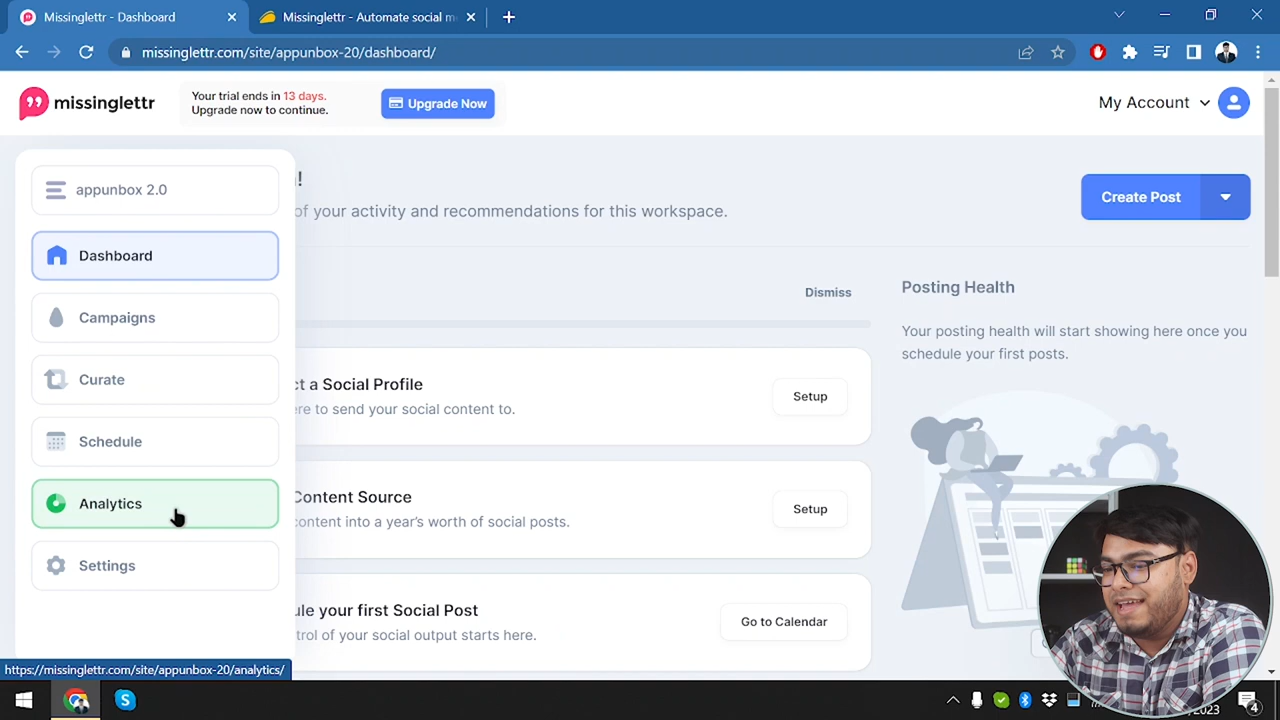 Missinglettr - Dashboard
Missinglettr - Automate social m
missinglettr.com/site/appunbox-20/dashboard/
missinglettr
Your trial ends in 13 days.
Upgrade now to continue.
Upgrade Now
My Account
appunbox 2.0
!
of your activity and recommendations for this workspace.
Create Post
Dashboard
Campaigns
Curate
Schedule
Analytics
Settings
Dismiss
ct a Social Profile
ere to send your social content to.
Setup
Content Source
content into a year's worth of social posts.
Setup
ule your first Social Post
trol of your social output starts here.
Go to Calendar
Posting Health
Your posting health will start showing here once you
schedule your first posts.
https://missinglettr.com/site/appunbox-20/analytics/
2023
4